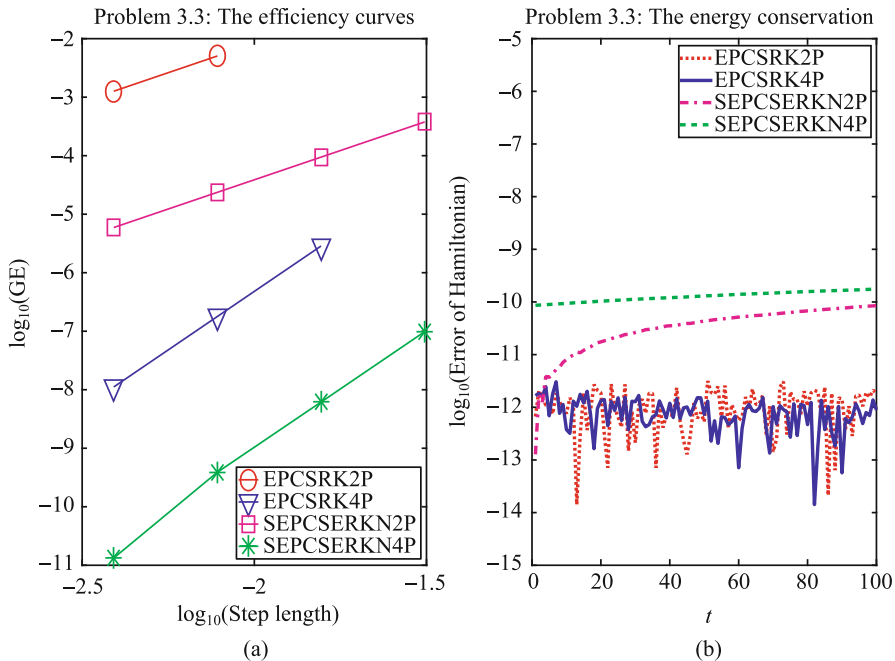 Problem 3.3: The efficiency curves
−2
−3
−4
−5
−6
−7
−8
−9
−10
−11
log₁₀(GE)
EPCSRK2P
EPCSRK4P
SEPCSERKN2P
SEPCSERKN4P
−2.5
−2
−1.5
log₁₀(Step length)
(a)
Problem 3.3: The energy conservation
−5
−6
−7
−8
−9
−10
−11
−12
−13
−14
−15
log₁₀(Error of Hamiltonian)
EPCSRK2P
EPCSRK4P
SEPCSERKN2P
SEPCSERKN4P
0
20
40
60
80
100
t
(b)